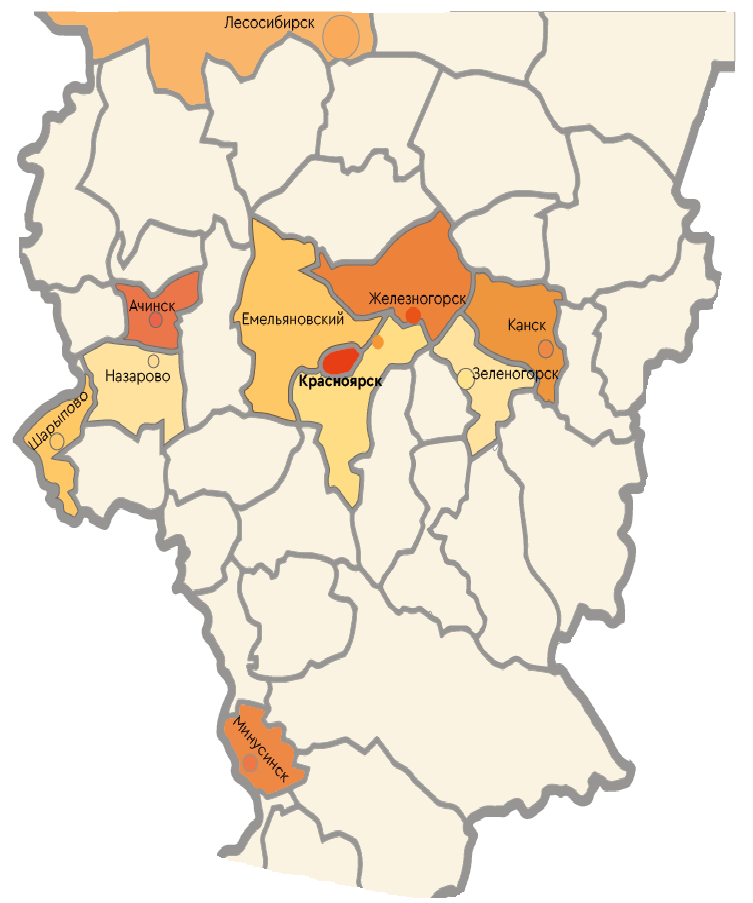 Лесосибирск
Железногорск
Ачинск
Емельяновский
Канск
Назарово
Красноярск
Зеленогорск
Шарыпово
Минусинск